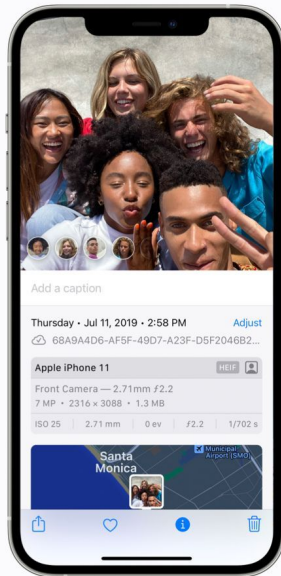 Add a caption
Thursday • Jul 11, 2019 • 2:58 PM Adjust
68A9A4D6-AF5F-49D7-A23F-D5F2046B2...
Apple iPhone 11 HEIF
Front Camera — 2.71mm ƒ2.2
7 MP • 2316 × 3088 • 1.3 MB
ISO 25 2.71 mm 0 ev ƒ2.2 1/702 s
Santa
Monica
Municipal
Airport (SMO)